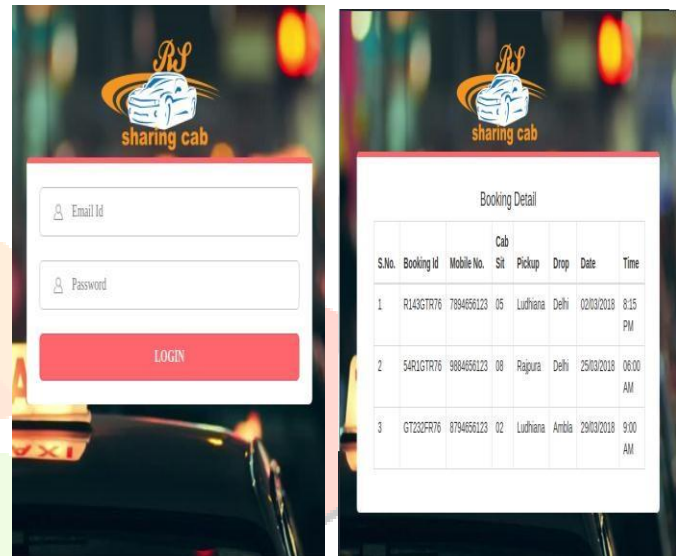 RS
sharing cab
Email Id
Password
LOGIN
IXAT
RS
sharing cab
Booking Detail
S.No. Booking Id Mobile No. Cab Sit Pickup Drop Date Time
1 R143GTR76 7894656123 05 Ludhiana Delhi 02/03/2018 8:15 PM
2 54R1GTR76 9884656123 08 Rajpura Delhi 25/03/2018 06:00 AM
3 GT232FR76 8794656123 02 Ludhiana Ambla 29/03/2018 9:00 AM